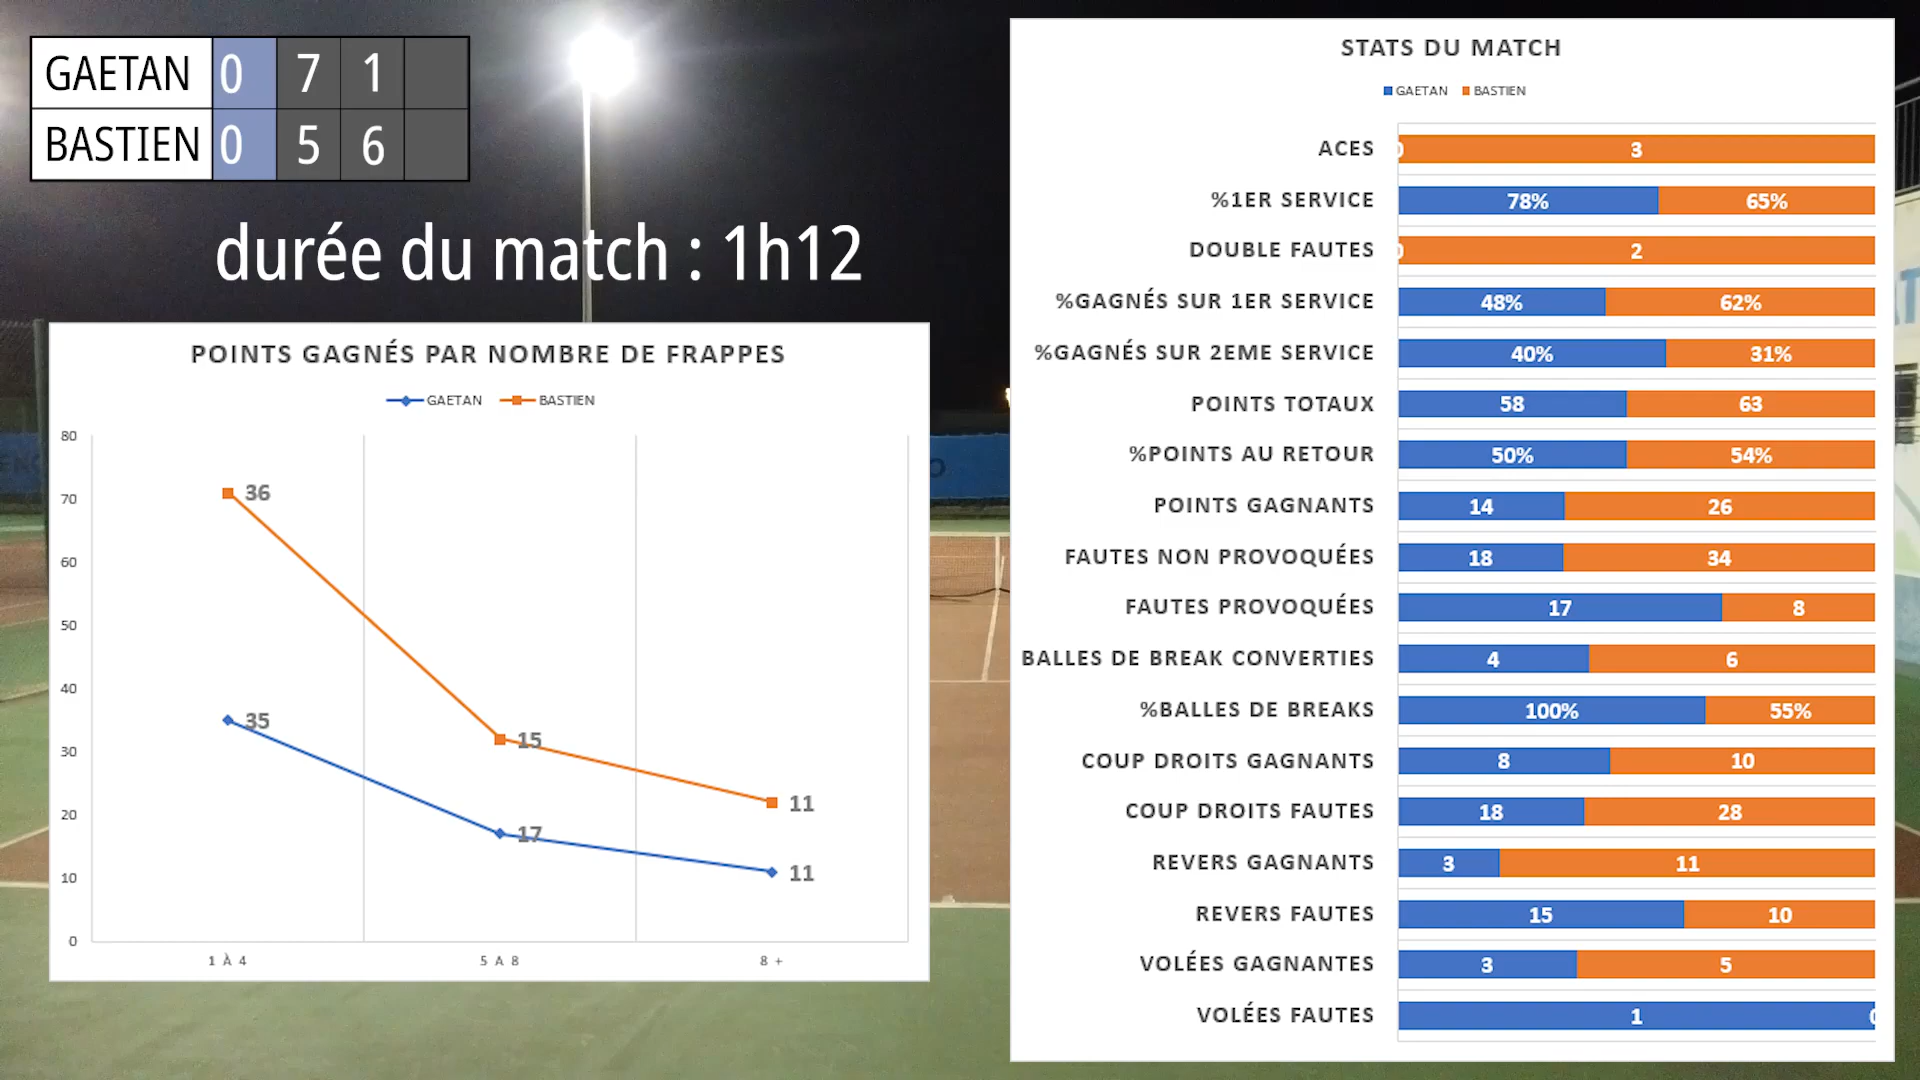 GAETAN 0 7 1
BASTIEN 0 5 6
durée du match : 1h12
POINTS GAGNÉS PAR NOMBRE DE FRAPPES
GAETAN BASTIEN
80
70
60
50
40
30
20
10
0
36
35
15
17
11
11
1 À 4 5 A 8 8 +
STATS DU MATCH
GAETAN BASTIEN
ACES 0 3
%1ER SERVICE 78% 65%
DOUBLE FAUTES 0 2
%GAGNÉS SUR 1ER SERVICE 48% 62%
%GAGNÉS SUR 2EME SERVICE 40% 31%
POINTS TOTAUX 58 63
%POINTS AU RETOUR 50% 54%
POINTS GAGNANTS 14 26
FAUTES NON PROVOQUÉES 18 34
FAUTES PROVOQUÉES 17 8
BALLES DE BREAK CONVERTIES 4 6
%BALLES DE BREAKS 100% 55%
COUP DROITS GAGNANTS 8 10
COUP DROITS FAUTES 18 28
REVERS GAGNANTS 3 11
REVERS FAUTES 15 10
VOLÉES GAGNANTES 3 5
VOLÉES FAUTES 1 0